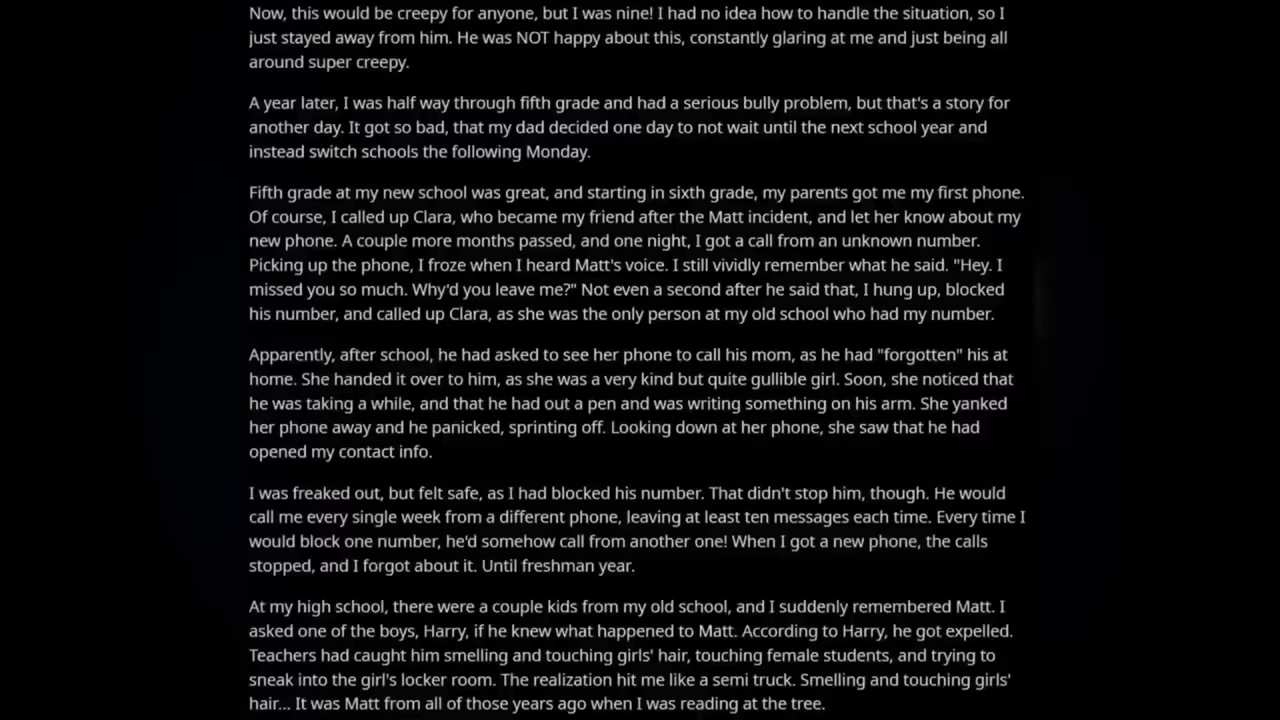 Now, this would be creepy for anyone, but I was nine! I had no idea how to handle the situation, so I
just stayed away from him. He was NOT happy about this, constantly glaring at me and just being all
around super creepy.
A year later, I was half way through fifth grade and had a serious bully problem, but that's a story for
another day. It got so bad, that my dad decided one day to not wait until the next school year and
instead switch schools the following Monday.
Fifth grade at my new school was great, and starting in sixth grade, my parents got me my first phone.
Of course, I called up Clara, who became my friend after the Matt incident, and let her know about my
new phone. A couple more months passed, and one night, I got a call from an unknown number.
Picking up the phone, I froze when I heard Matt's voice. I still vividly remember what he said. "Hey. I
missed you so much. Why'd you leave me?" Not even a second after he said that, I hung up, blocked
his number, and called up Clara, as she was the only person at my old school who had my number.
Apparently, after school, he had asked to see her phone to call his mom, as he had "forgotten" his at
home. She handed it over to him, as she was a very kind but quite gullible girl. Soon, she noticed that
he was taking a while, and that he had out a pen and was writing something on his arm. She yanked
her phone away and he panicked, sprinting off. Looking down at her phone, she saw that he had
opened my contact info.
I was freaked out, but felt safe, as I had blocked his number. That didn't stop him, though. He would
call me every single week from a different phone, leaving at least ten messages each time. Every time I
would block one number, he'd somehow call from another one! When I got a new phone, the calls
stopped, and I forgot about it. Until freshman year.
At my high school, there were a couple kids from my old school, and I suddenly remembered Matt. I
asked one of the boys, Harry, if he knew what happened to Matt. According to Harry, he got expelled.
Teachers had caught him smelling and touching girls' hair, touching female students, and trying to
sneak into the girl's locker room. The realization hit me like a semi truck. Smelling and touching girls'
hair... It was Matt from all of those years ago when I was reading at the tree.